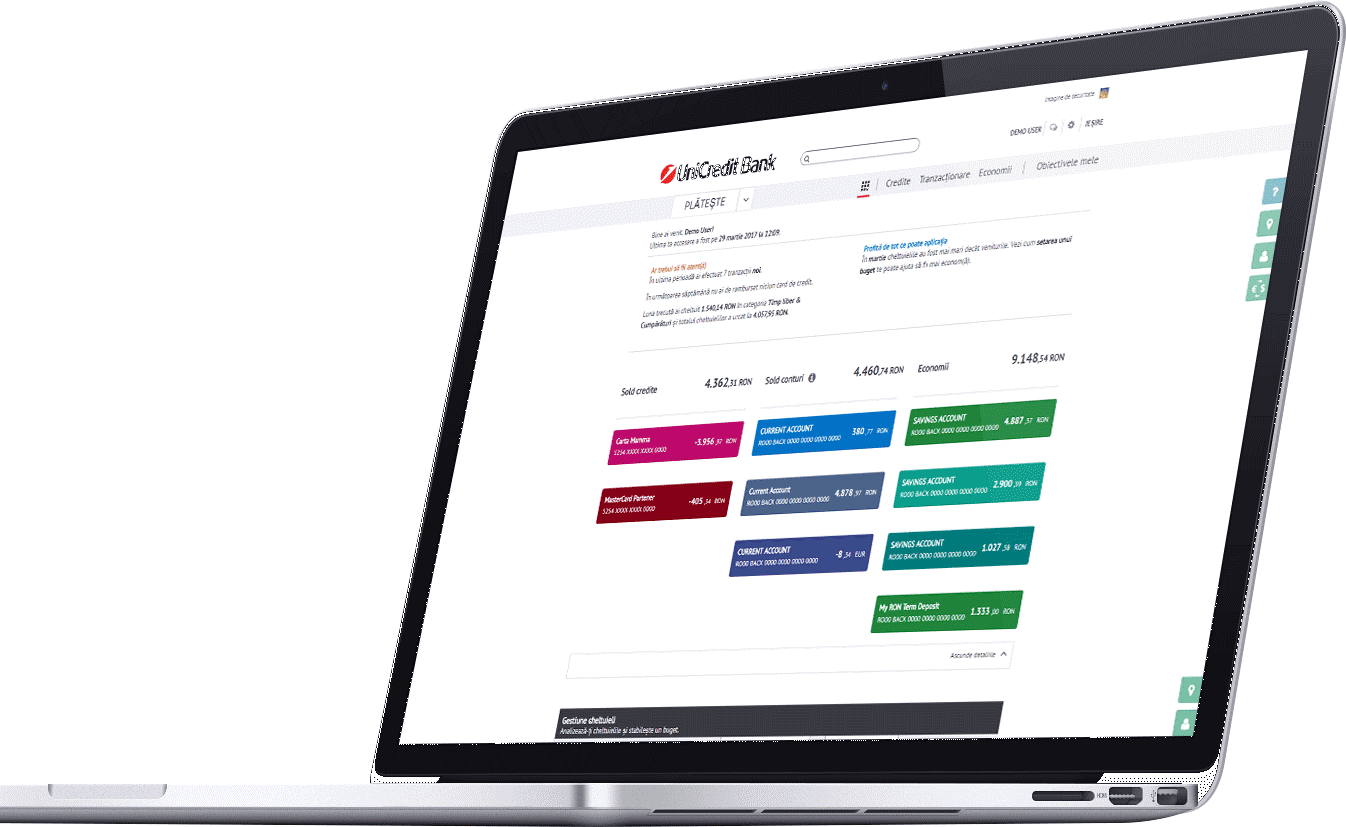 Imagine de securitate
DEMO USER IEȘIRE
UniCredit Bank
PLĂTEȘTE
Credite Tranzacționare Economii Obiectivele mele
Bine ai venit, Demo User!
Ultima ta accesare a fost pe 29 martie 2017 la 12:09.
Ar trebui să fii atent(ă)
În ultima perioadă ai efectuat 7 tranzacții noi.
În următoarea săptămână nu ai de rambursat niciun card de credit.
Luna trecută ai cheltuit 1.540,14 RON în categoria Timp liber &
Cumpărături și totalul cheltuielilor a urcat la 4.057,95 RON.
Profită de tot ce poate aplicația
În martie cheltuielile au fost mai mari decât veniturile. Vezi cum setarea unui
buget te poate ajuta să fii mai econom(ă).
Sold credite 4.362,31 RON
Carta Mamma -3.956,97 RON
5254 XXXX XXXX 0000
MasterCard Partener -405,34 RON
5254 XXXX XXXX 0000
Sold conturi 4.460,74 RON
CURRENT ACCOUNT 380,77 RON
RO00 BACX 0000 0000 0000 0000
Current Account 4.878,97 RON
RO00 BACX 0000 0000 0000 0000
CURRENT ACCOUNT -8,54 EUR
RO00 BACX 0000 0000 0000 0000
Economii 9.148,54 RON
SAVINGS ACCOUNT 4.887,37 RON
RO00 BACX 0000 0000 0000 0000
SAVINGS ACCOUNT 2.900,59 RON
RO00 BACX 0000 0000 0000 0000
SAVINGS ACCOUNT 1.027,58 RON
RO00 BACX 0000 0000 0000 0000
My RON Term Deposit 1.333,00 RON
RO00 BACX 0000 0000 0000 0000
Ascunde detaliile
Gestiune cheltuieli
Analizează-ți cheltuielile și stabilește un buget.
HDMI